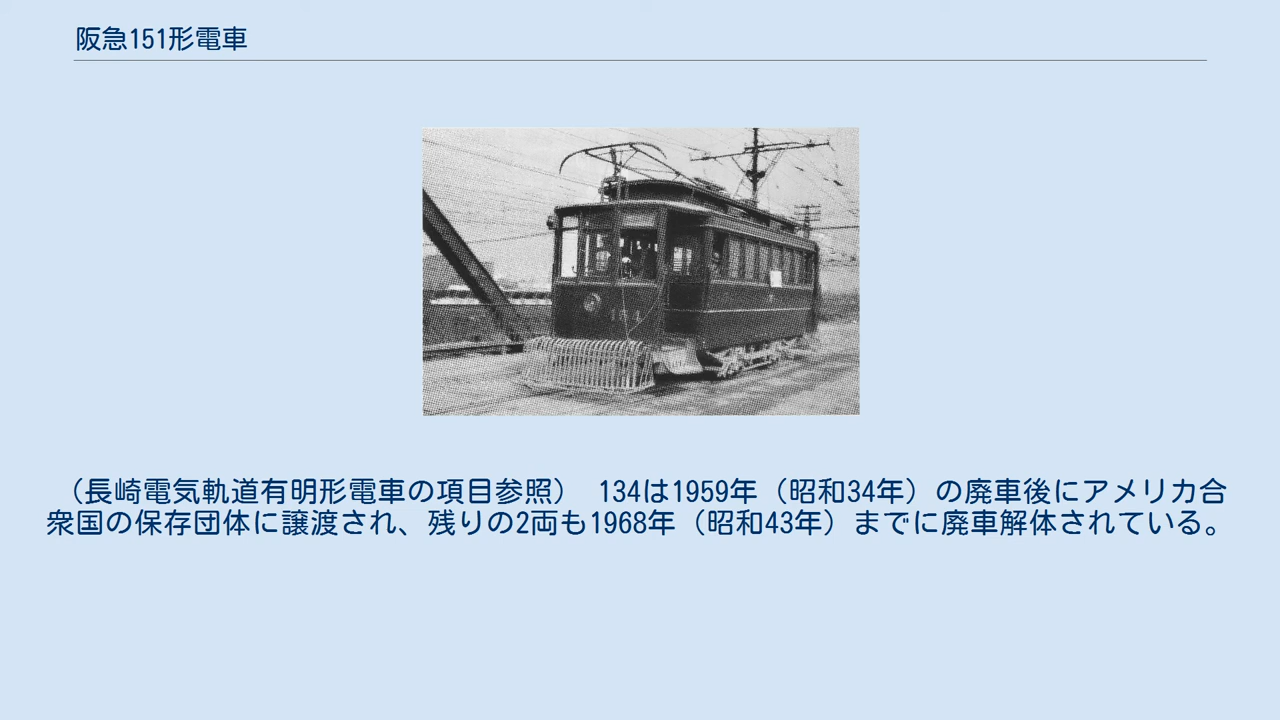 阪急151形電車
（長崎電気軌道有明形電車の項目参照）　134は1959年（昭和34年）の廃車後にアメリカ合
衆国の保存団体に譲渡され、残りの2両も1968年（昭和43年）までに廃車解体されている。